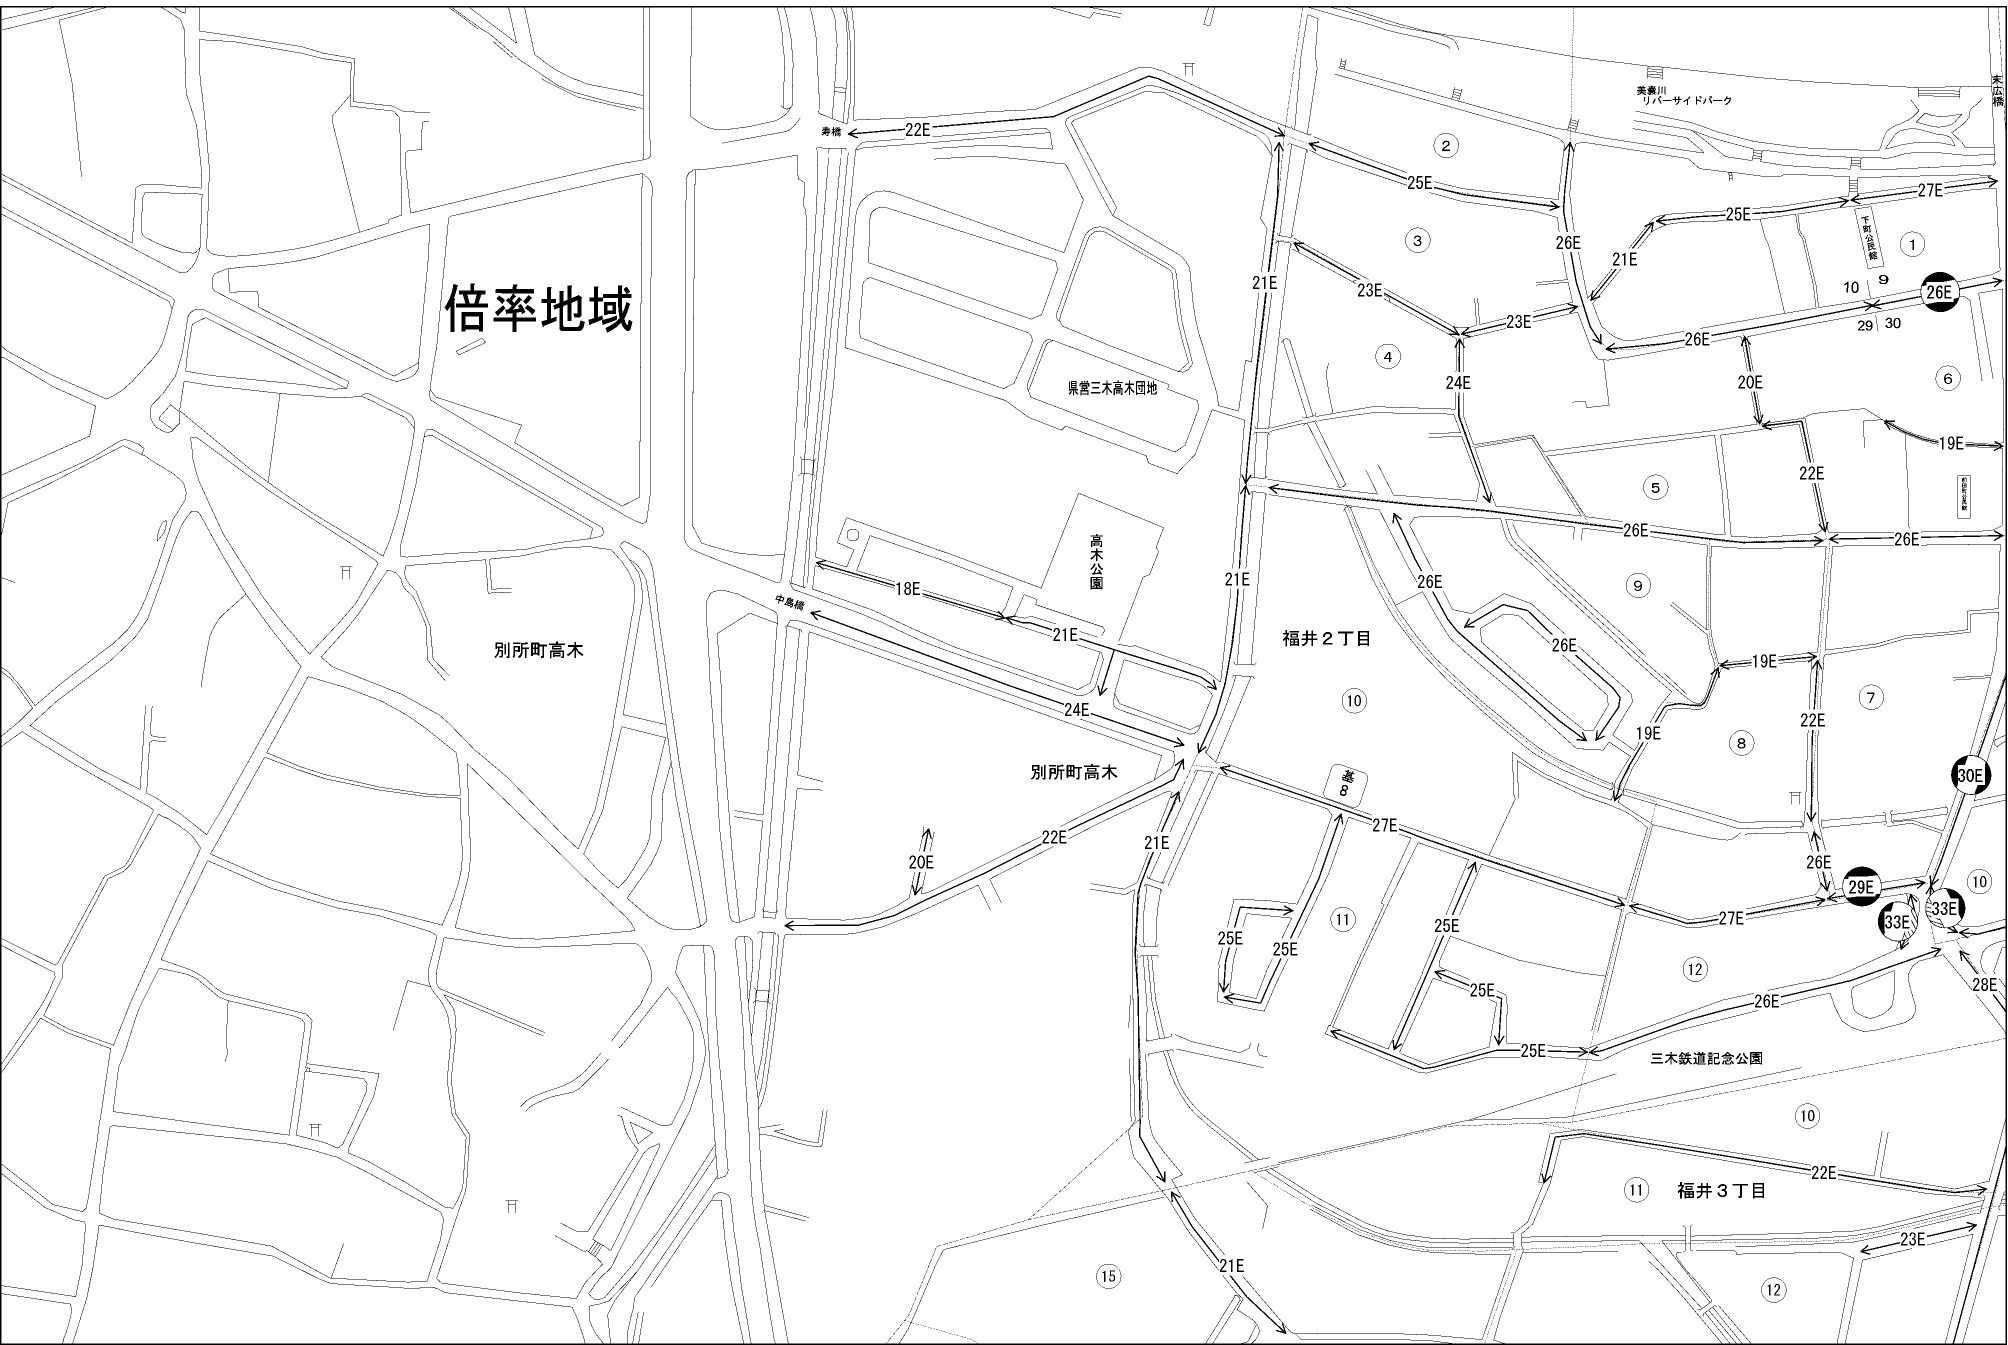 末広橋
美嚢川
リバーサイドパーク
寿橋
22E
②
25E
27E
25E
下町公民館
①
③
26E
21E
21E
23E
10
9
26E
倍率地域
23E
29
30
26E
④
24E
20E
⑥
県営三木高木団地
19E
22E
⑤
26E
26E
高木公園
21E
26E
⑨
18E
中島橋
21E
福井2丁目
26E
別所町高木
19E
⑦
⑩
24E
22E
19E
⑧
別所町高木
基
8
30E
27E
22E
21E
20E
26E
29E
⑩
33E
33E
⑪
27E
25E
25E
25E
⑫
25E
28E
26E
25E
三木鉄道記念公園
⑩
22E
⑪
福井3丁目
23E
21E
⑮
⑫